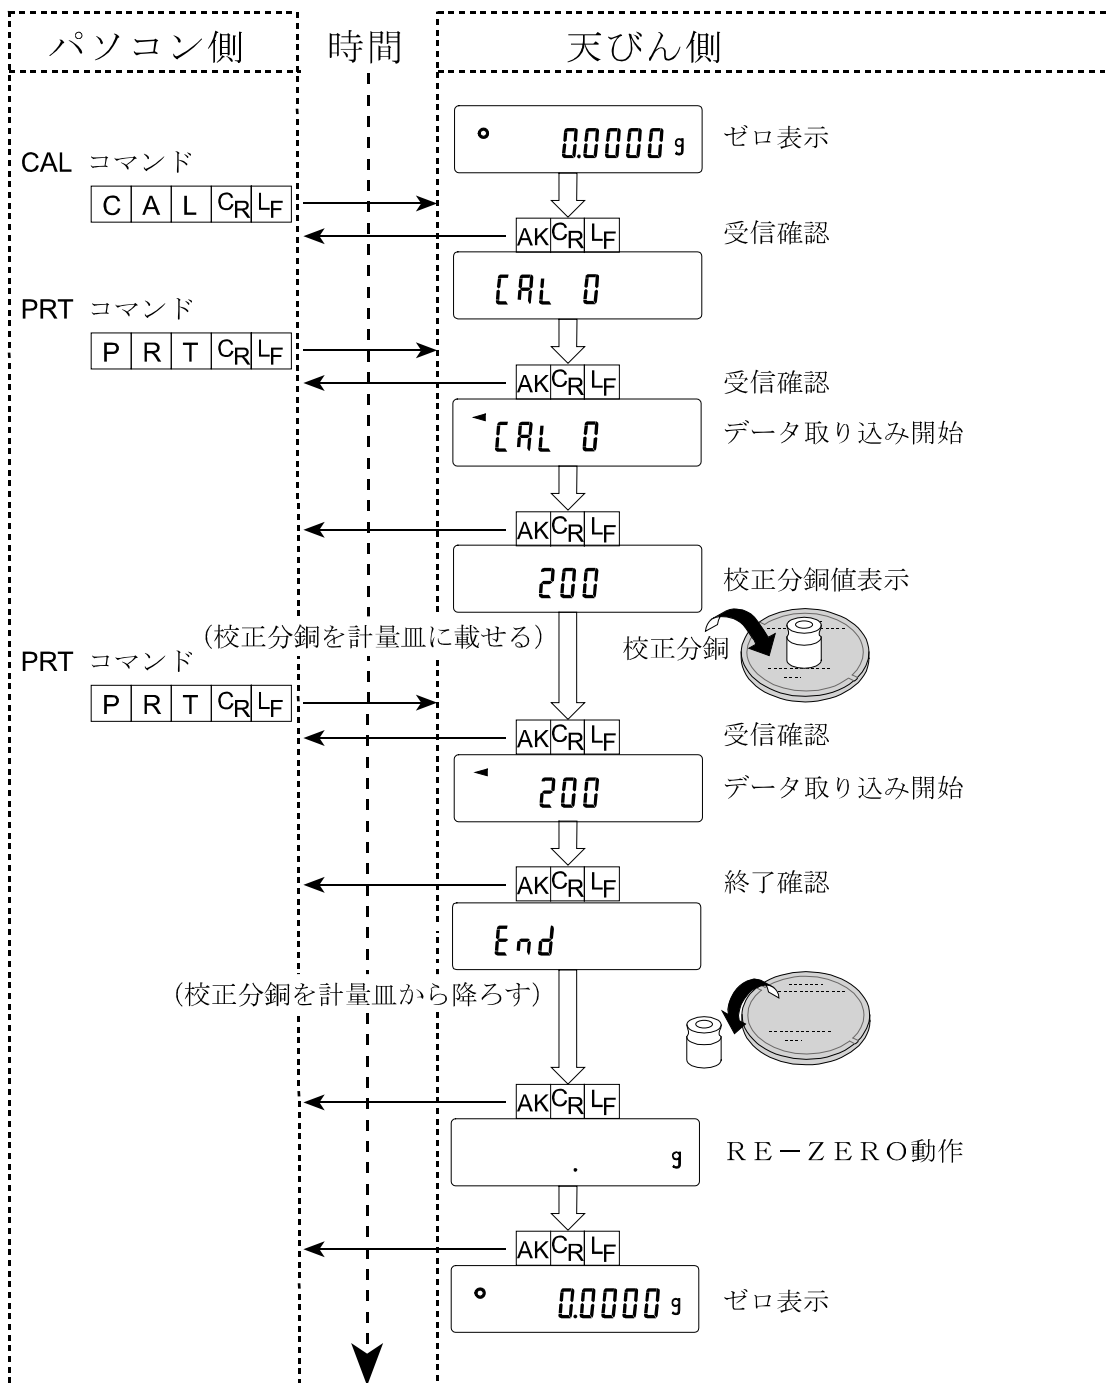 パソコン側 時間 天びん側
0.0000 g ゼロ表示
CAL コマンド
C A L CR LF
AK CR LF 受信確認
CAL 0
PRT コマンド
P R T CR LF
AK CR LF 受信確認
CAL 0 データ取り込み開始
AK CR LF
200 校正分銅値表示
（校正分銅を計量皿に載せる）
校正分銅
PRT コマンド
P R T CR LF
AK CR LF 受信確認
200 データ取り込み開始
AK CR LF 終了確認
End
（校正分銅を計量皿から降ろす）
AK CR LF
. g ＲＥ－ＺＥＲＯ動作
AK CR LF
0.0000 g ゼロ表示